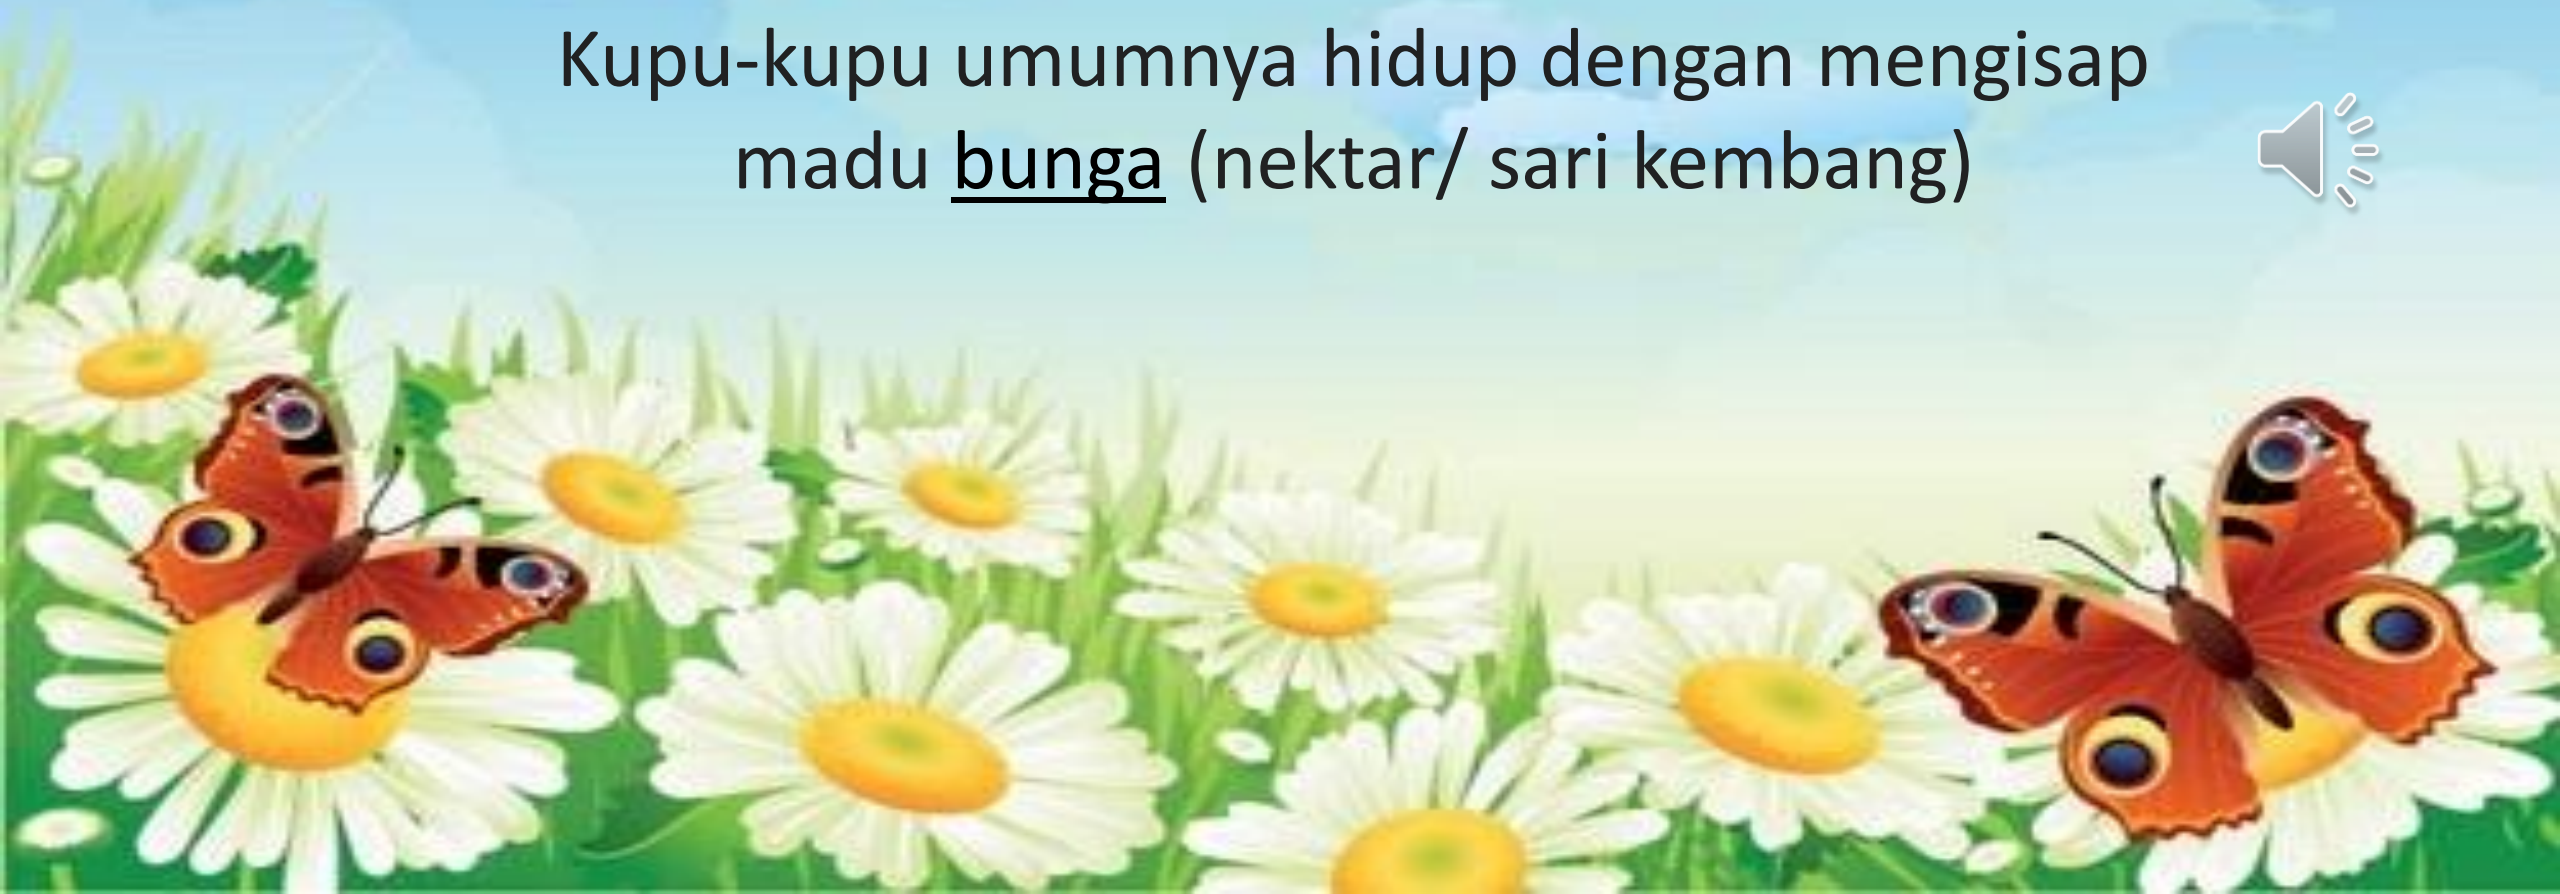 Kupu-kupu umumnya hidup dengan mengisap
madu bunga (nektar/ sari kembang)